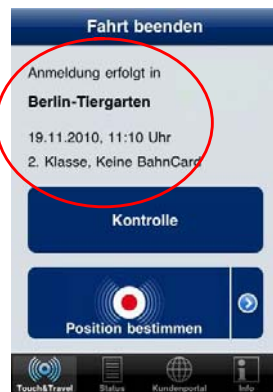 Fahrt beenden
Anmeldung erfolgt in
Berlin-Tiergarten
19.11.2010, 11:10 Uhr
2. Klasse, Keine BahnCard
Kontrolle
Position bestimmen
Touch&Travel Status Kundenportal Info